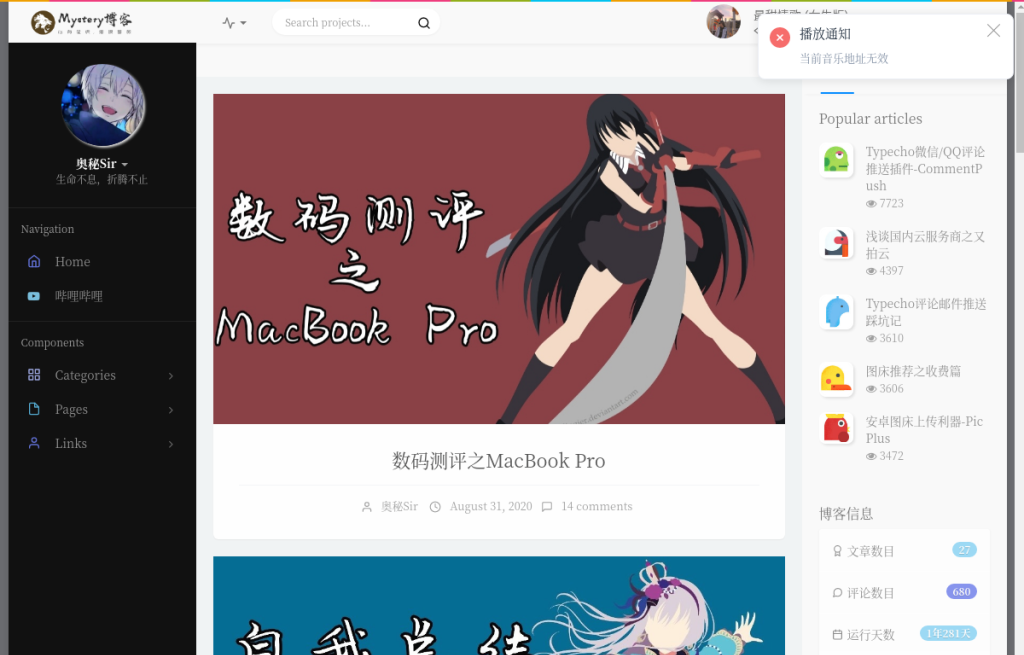 Mystery博客
Search projects...
播放通知
当前音乐地址无效
奥秘Sir
生命不息，折腾不止
Navigation
Home
哔哩哔哩
Components
Categories
Pages
Links
数码测评
之
MacBook Pro
数码测评之MacBook Pro
奥秘Sir
August 31, 2020
14 comments
自我总结
Popular articles
Typecho微信/QQ评论
推送插件-CommentP
ush
7723
浅谈国内云服务商之又
拍云
4397
Typecho评论邮件推送
踩坑记
3610
图床推荐之收费篇
3606
安卓图床上传利器-Pic
Plus
3472
博客信息
文章数目
27
评论数目
680
运行天数
1年281天